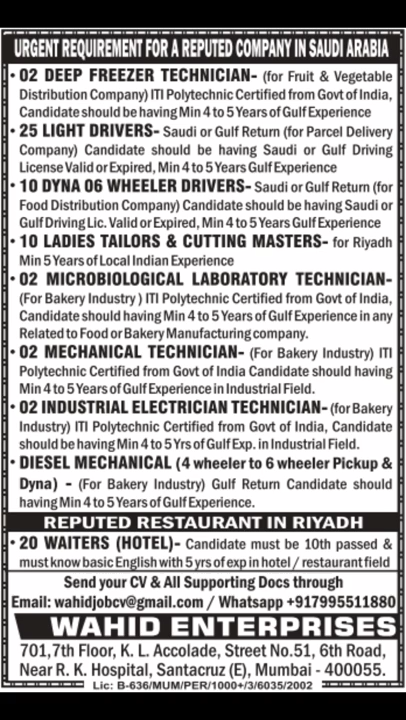 URGENT REQUIREMENT FOR A REPUTED COMPANY IN SAUDI ARABIA
• 02 DEEP FREEZER TECHNICIAN- (for Fruit & Vegetable
Distribution Company) ITI Polytechnic Certified from Govt of India,
Candidate should be having Min 4 to 5 Years of Gulf Experience
• 25 LIGHT DRIVERS- Saudi or Gulf Return (for Parcel Delivery
Company) Candidate should be having Saudi or Gulf Driving
License Valid or Expired, Min 4 to 5 Years Gulf Experience
• 10 DYNA 06 WHEELER DRIVERS- Saudi or Gulf Return (for
Food Distribution Company) Candidate should be having Saudi or
Gulf Driving Lic. Valid or Expired, Min 4 to 5 Years Gulf Experience
• 10 LADIES TAILORS & CUTTING MASTERS- for Riyadh
Min 5 Years of Local Indian Experience
• 02 MICROBIOLOGICAL LABORATORY TECHNICIAN-
(For Bakery Industry ) ITI Polytechnic Certified from Govt of India,
Candidate should having Min 4 to 5 Years of Gulf Experience in any
Related to Food or Bakery Manufacturing company.
• 02 MECHANICAL TECHNICIAN- (For Bakery Industry) ITI
Polytechnic Certified from Govt of India Candidate should having
Min 4 to 5 Years of Gulf Experience in Industrial Field.
• 02 INDUSTRIAL ELECTRICIAN TECHNICIAN- (for Bakery
Industry) ITI Polytechnic Certified from Govt of India, Candidate
should be having Min 4 to 5 Yrs of Gulf Exp. in Industrial Field.
• DIESEL MECHANICAL (4 wheeler to 6 wheeler Pickup &
Dyna) - (For Bakery Industry) Gulf Return Candidate should
having Min 4 to 5 Years of Gulf Experience.
REPUTED RESTAURANT IN RIYADH
• 20 WAITERS (HOTEL)- Candidate must be 10th passed &
must know basic English with 5 yrs of exp in hotel / restaurant field
Send your CV & All Supporting Docs through
Email: wahidjobcv@gmail.com / Whatsapp +917995511880
WAHID ENTERPRISES
701,7th Floor, K. L. Accolade, Street No.51, 6th Road,
Near R. K. Hospital, Santacruz (E), Mumbai - 400055.
Lic: B-636/MUM/PER/1000+/3/6035/2002